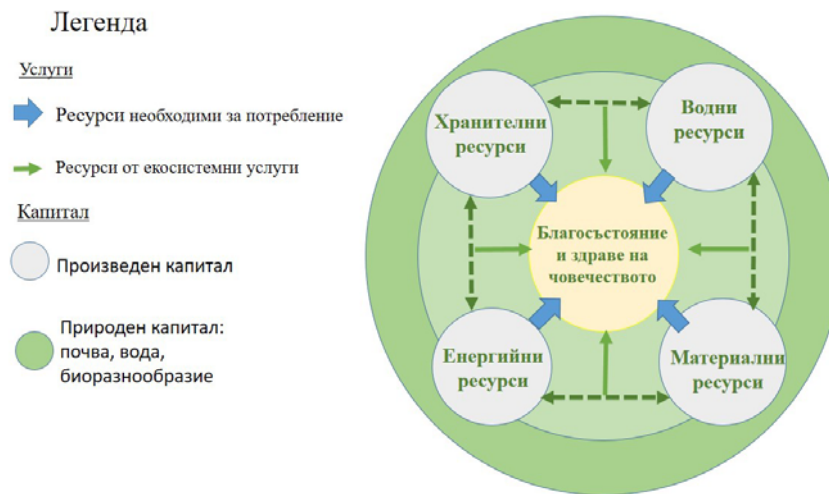 Легенда
Услуги
Ресурси необходими за потребление
Ресурси от екосистемни услуги
Капитал
Произведен капитал
Природен капитал:
почва, вода,
биоразнообразие
Хранителни
ресурси
Водни
ресурси
Благосъстояние
и здраве на
човечеството
Енергийни
ресурси
Материални
ресурси